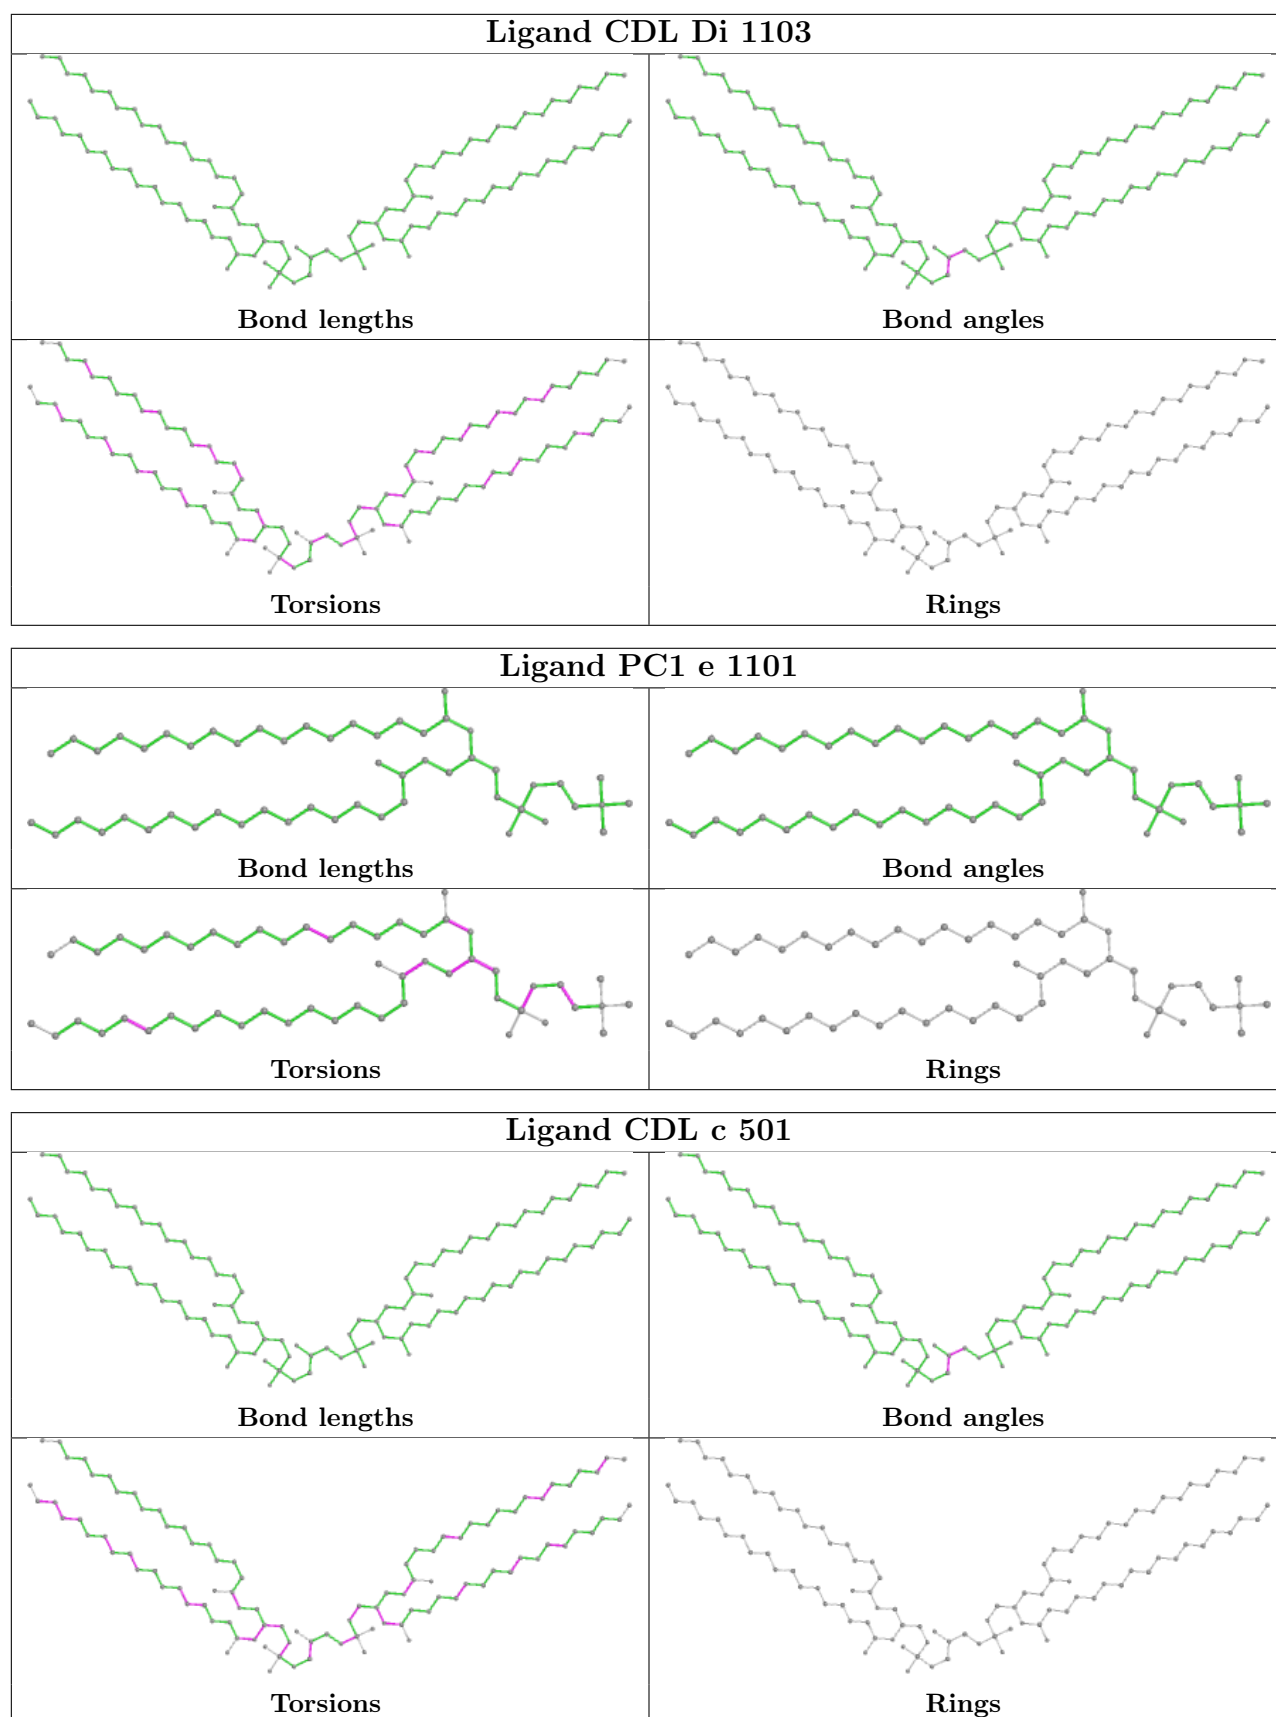 Ligand CDL Di 1103
Bond lengths
Bond angles
Torsions
Rings
Ligand PC1 e 1101
Bond lengths
Bond angles
Torsions
Rings
Ligand CDL c 501
Bond lengths
Bond angles
Torsions
Rings